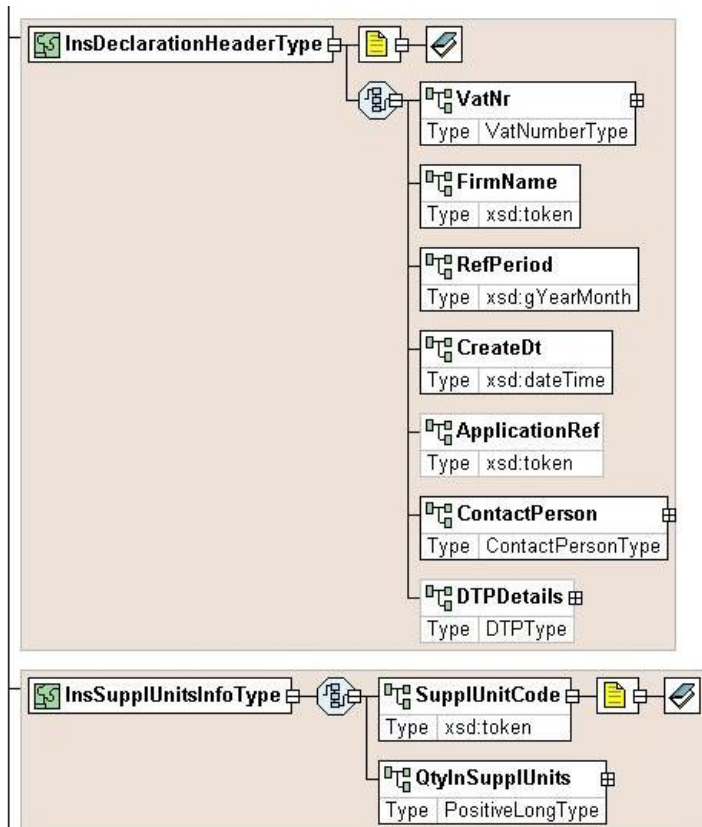 InsDeclarationHeaderType
VatNr
Type VatNumberType
FirmName
Type xsd:token
RefPeriod
Type xsd:gYearMonth
CreateDt
Type xsd:dateTime
ApplicationRef
Type xsd:token
ContactPerson
Type ContactPersonType
DTPDetails
Type DTPType
InsSupplUnitsInfoType
SupplUnitCode
Type xsd:token
QtyInSupplUnits
Type PositiveLongType